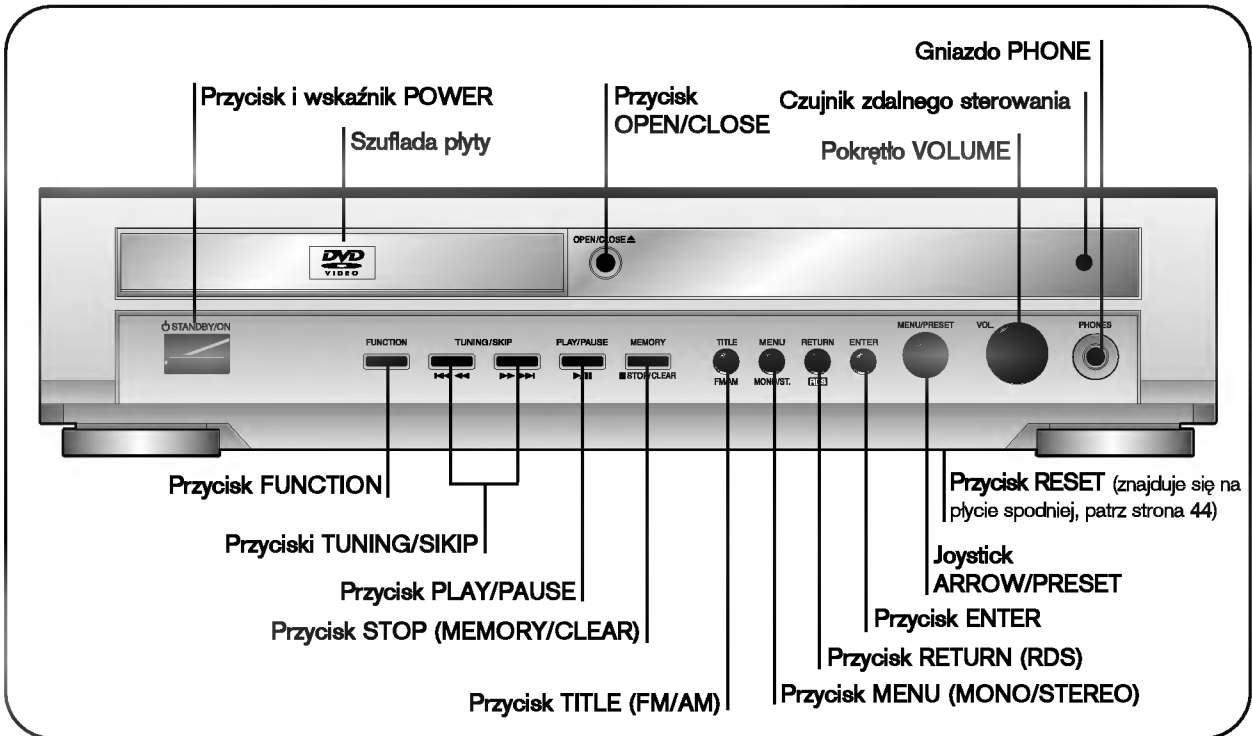 Gniazdo PHONE
Przycisk i wskaźnik POWER
Przycisk
OPEN/CLOSE
Czujnik zdalnego sterowania
Szuflada płyty
Pokrętło VOLUME
OPEN/CLOSE
DVD
VIDEO
STANDBY/ON
FUNCTION
TUNING/SKIP
PLAY/PAUSE
MEMORY
STOP/CLEAR
TITLE
FM/AM
MENU
MONO/ST.
RETURN
RDS
ENTER
MENU/PRESET
VOL.
PHONES
Przycisk FUNCTION
Przyciski TUNING/SIKIP
Przycisk PLAY/PAUSE
Przycisk STOP (MEMORY/CLEAR)
Przycisk TITLE (FM/AM)
Przycisk RESET (znajduje się na
płycie spodniej, patrz strona 44)
Joystick
ARROW/PRESET
Przycisk ENTER
Przycisk RETURN (RDS)
Przycisk MENU (MONO/STEREO)